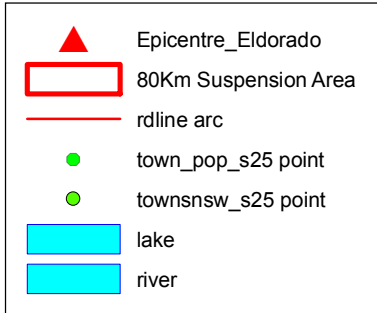 Epicentre_Eldorado
80Km Suspension Area
rdline arc
town_pop_s25 point
townsnsw_s25 point
lake
river